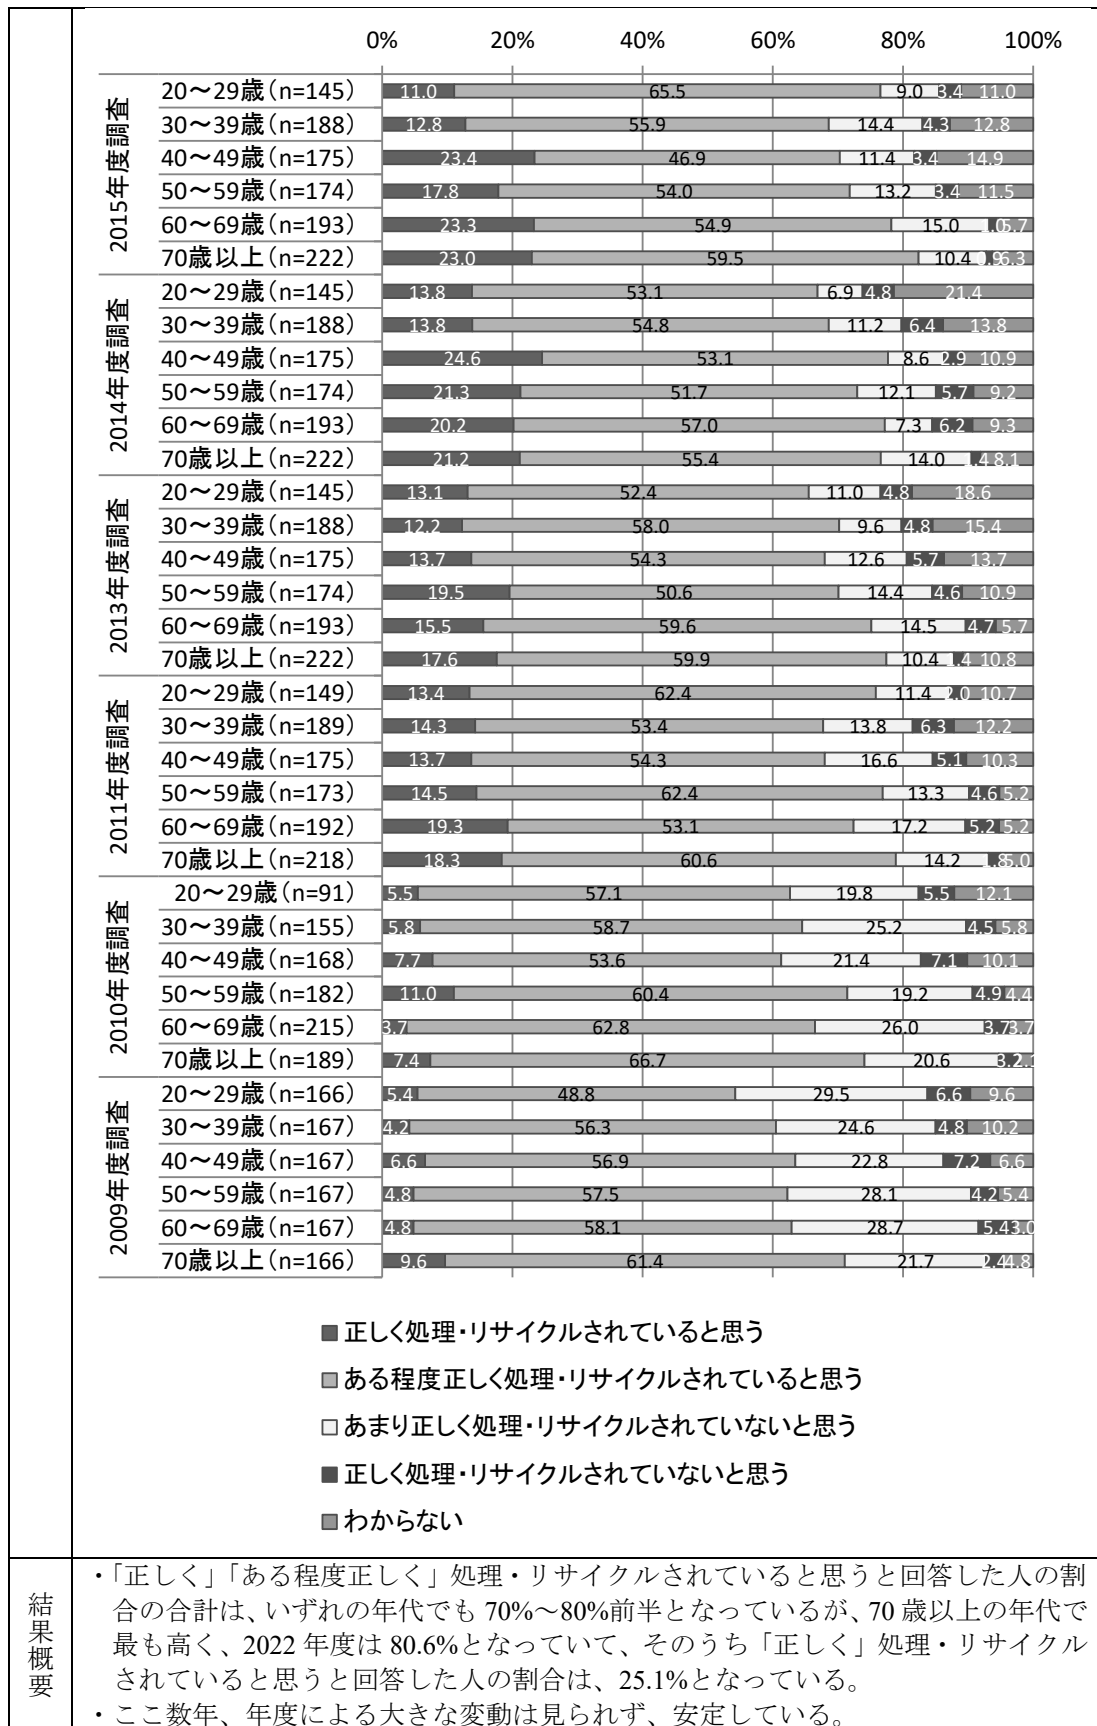 0% 20% 40% 60% 80% 100%
2015年度調査
20～29歳(n=145) 11.0 65.5 9.0 3.4 11.0
30～39歳(n=188) 12.8 55.9 14.4 4.3 12.8
40～49歳(n=175) 23.4 46.9 11.4 3.4 14.9
50～59歳(n=174) 17.8 54.0 13.2 3.4 11.5
60～69歳(n=193) 23.3 54.9 15.0 1.0 5.7
70歳以上(n=222) 23.0 59.5 10.4 0.9 6.3
2014年度調査
20～29歳(n=145) 13.8 53.1 6.9 4.8 21.4
30～39歳(n=188) 13.8 54.8 11.2 6.4 13.8
40～49歳(n=175) 24.6 53.1 8.6 2.9 10.9
50～59歳(n=174) 21.3 51.7 12.1 5.7 9.2
60～69歳(n=193) 20.2 57.0 7.3 6.2 9.3
70歳以上(n=222) 21.2 55.4 14.0 1.4 8.1
2013年度調査
20～29歳(n=145) 13.1 52.4 11.0 4.8 18.6
30～39歳(n=188) 12.2 58.0 9.6 4.8 15.4
40～49歳(n=175) 13.7 54.3 12.6 5.7 13.7
50～59歳(n=174) 19.5 50.6 14.4 4.6 10.9
60～69歳(n=193) 15.5 59.6 14.5 4.7 5.7
70歳以上(n=222) 17.6 59.9 10.4 1.4 10.8
2011年度調査
20～29歳(n=149) 13.4 62.4 11.4 2.0 10.7
30～39歳(n=189) 14.3 53.4 13.8 6.3 12.2
40～49歳(n=175) 13.7 54.3 16.6 5.1 10.3
50～59歳(n=173) 14.5 62.4 13.3 4.6 5.2
60～69歳(n=192) 19.3 53.1 17.2 5.2 5.2
70歳以上(n=218) 18.3 60.6 14.2 1.8 5.0
2010年度調査
20～29歳(n=91) 5.5 57.1 19.8 5.5 12.1
30～39歳(n=155) 5.8 58.7 25.2 4.5 5.8
40～49歳(n=168) 7.7 53.6 21.4 7.1 10.1
50～59歳(n=182) 11.0 60.4 19.2 4.9 4.4
60～69歳(n=215) 3.7 62.8 26.0 3.7 3.7
70歳以上(n=189) 7.4 66.7 20.6 3.2 2.1
2009年度調査
20～29歳(n=166) 5.4 48.8 29.5 6.6 9.6
30～39歳(n=167) 4.2 56.3 24.6 4.8 10.2
40～49歳(n=167) 6.6 56.9 22.8 7.2 6.6
50～59歳(n=167) 4.8 57.5 28.1 4.2 5.4
60～69歳(n=167) 4.8 58.1 28.7 5.4 3.0
70歳以上(n=166) 9.6 61.4 21.7 2.4 4.8
正しく処理・リサイクルされていると思う
ある程度正しく処理・リサイクルされていると思う
あまり正しく処理・リサイクルされていないと思う
正しく処理・リサイクルされていないと思う
わからない
結果概要
・「正しく」「ある程度正しく」処理・リサイクルされていると思うと回答した人の割
合の合計は、いずれの年代でも 70%～80%前半となっているが、70 歳以上の年代で
最も高く、2022 年度は 80.6%となっていて、そのうち「正しく」処理・リサイクル
されていると思うと回答した人の割合は、25.1%となっている。
・ここ数年、年度による大きな変動は見られず、安定している。